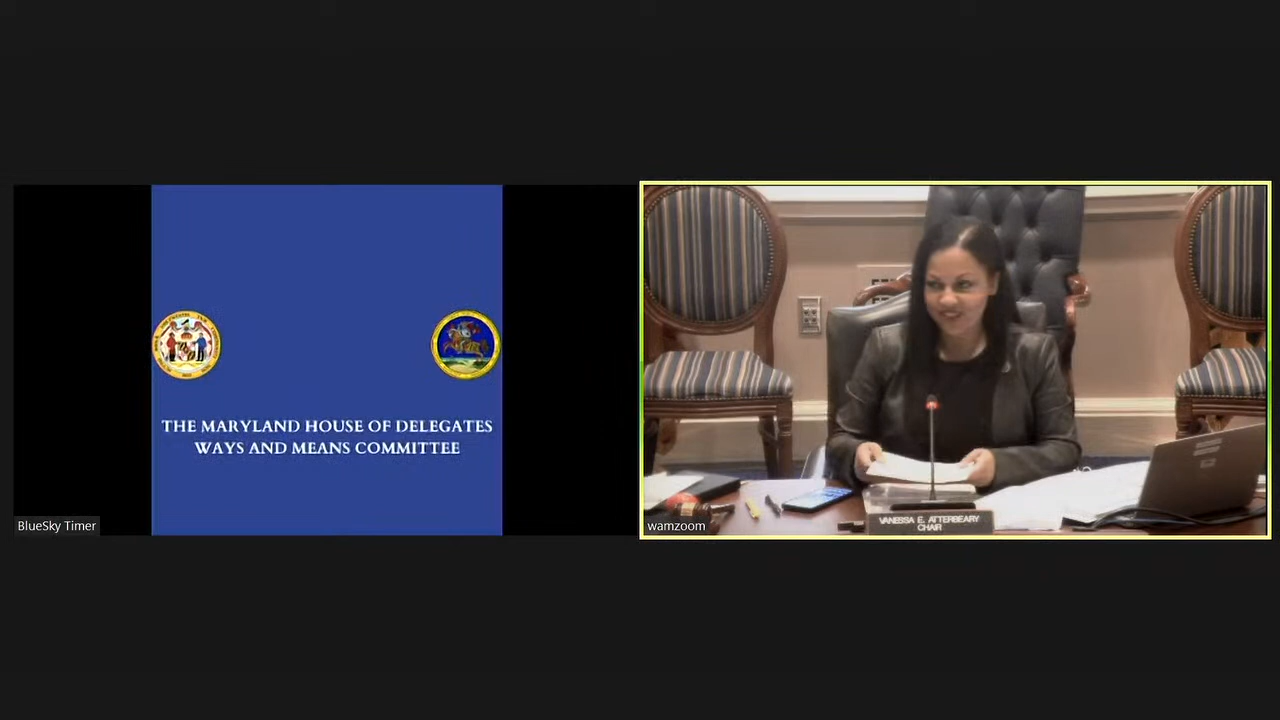 THE MARYLAND HOUSE OF DELEGATES
WAYS AND MEANS COMMITTEE
BlueSky Timer
wamzoom
VANESSA E. ATTERBEARY
CHAIR